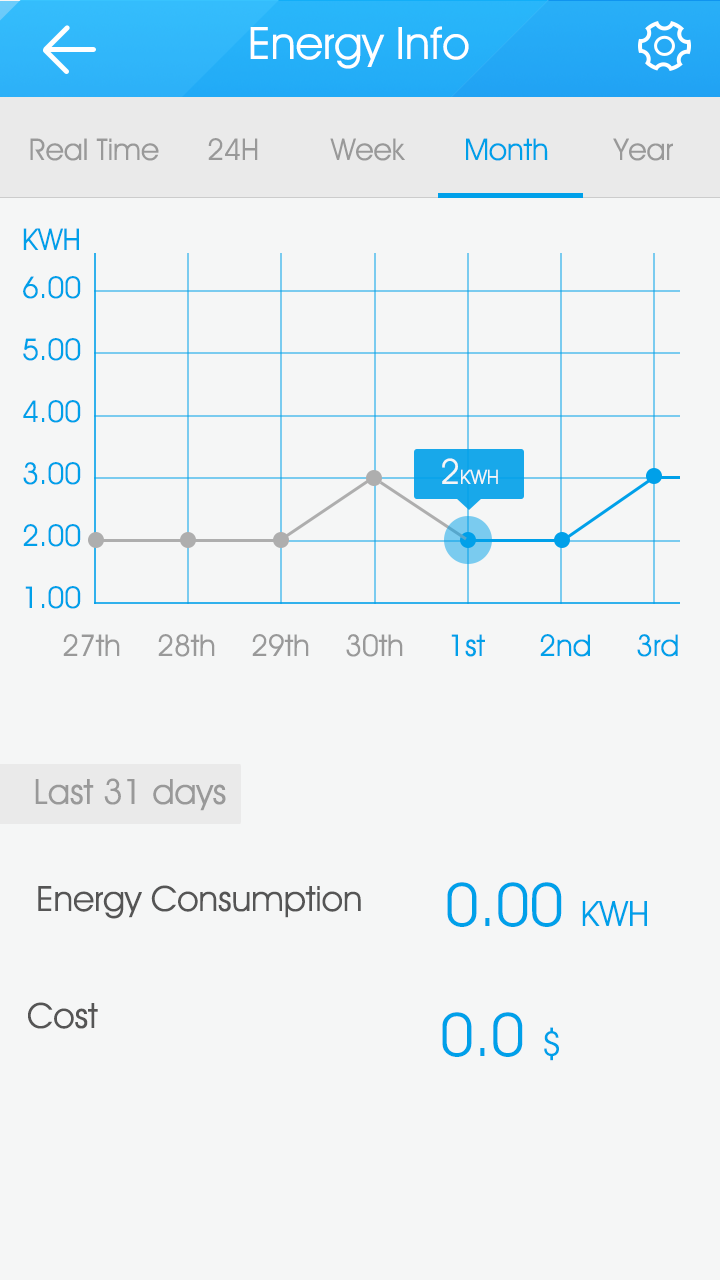 Energy Info
Real Time 24H Week Month Year
KWH
6.00
5.00
4.00
3.00
2KWH
2.00
1.00
27th 28th 29th 30th 1st 2nd 3rd
Last 31 days
Energy Consumption 0.00 KWH
Cost 0.0 $